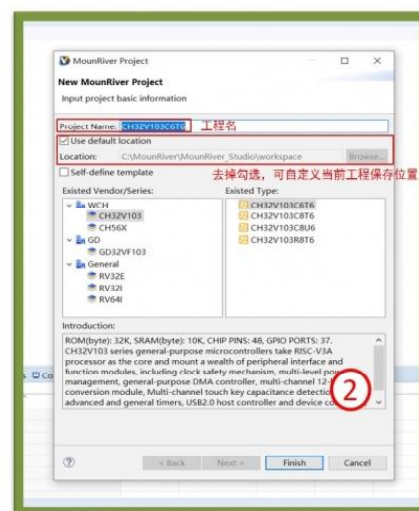 MounRiver Project
New MounRiver Project
Input project basic information
Project Name: CH32V103C6T6 工程名
Use default location
Location: C:\MounRiver\MounRiver_Studio\workspace Browse...
Self-define template 去掉勾选，可自定义当前工程保存位置
Existed Vendor/Series: Existed Type:
WCH CH32V103C6T6
CH32V103 CH32V103C8T6
CH56X CH32V103C8U6
GD CH32V103R8T6
GD32VF103
General
RV32E
RV32I
RV64I
Introduction:
ROM(byte): 32K, SRAM(byte): 10K, CHIP PINS: 48, GPIO PORTS: 37.
CH32V103 series general-purpose microcontrollers take RISC-V3A
processor as the core and mount a wealth of peripheral interface and
function modules, including clock safety mechanism, multi-level
management, general-purpose DMA controller, multi-channel
conversion module, Multi-channel touch key capacitance
advanced and general timers, USB2.0 host controller and device
2
< Back Next > Finish Cancel